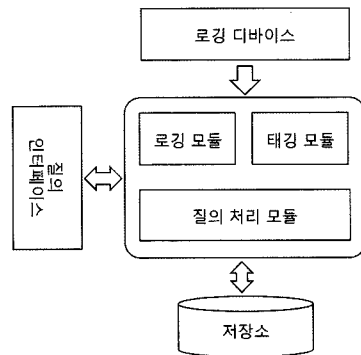 로깅 디바이스
로깅 모듈
태깅 모듈
질의
인터페이스
질의 처리 모듈
저장소